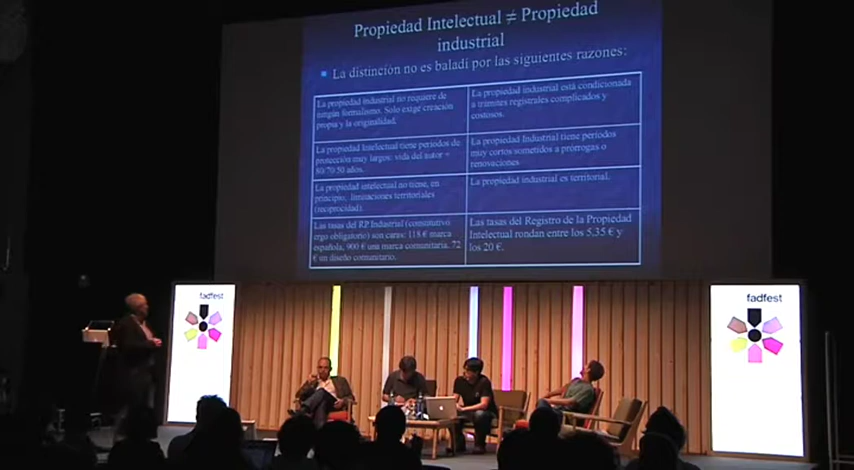 Propiedad Intelectual ≠ Propiedad
industrial
La distinción no es baladí por las siguientes razones:
La propiedad industrial no requiere de
ningún formalismo. Solo exige creación
propia y la originalidad.
La propiedad industrial está condicionada
a trámites registrales complicados y
costosos.
La propiedad Intelectual tiene periodos de
protección muy largos: vida del autor +
80/70/50 años.
La propiedad Industrial tiene periodos
muy cortos sometidos a prórrogas o
renovaciones
La propiedad intelectual no tiene, en
principio, limitaciones territoriales
(reciprocidad)
La propiedad industrial es territorial.
Las tasas del RP Industrial (constitutivo
ergo obligatorio) son caras: 118 € marca
española, 900 € una marca comunitaria. 72
€ un diseño comunitario.
Las tasas del Registro de la Propiedad
Intelectual rondan entre los 5,35 € y
los 20 €.
fadfest
fadfest